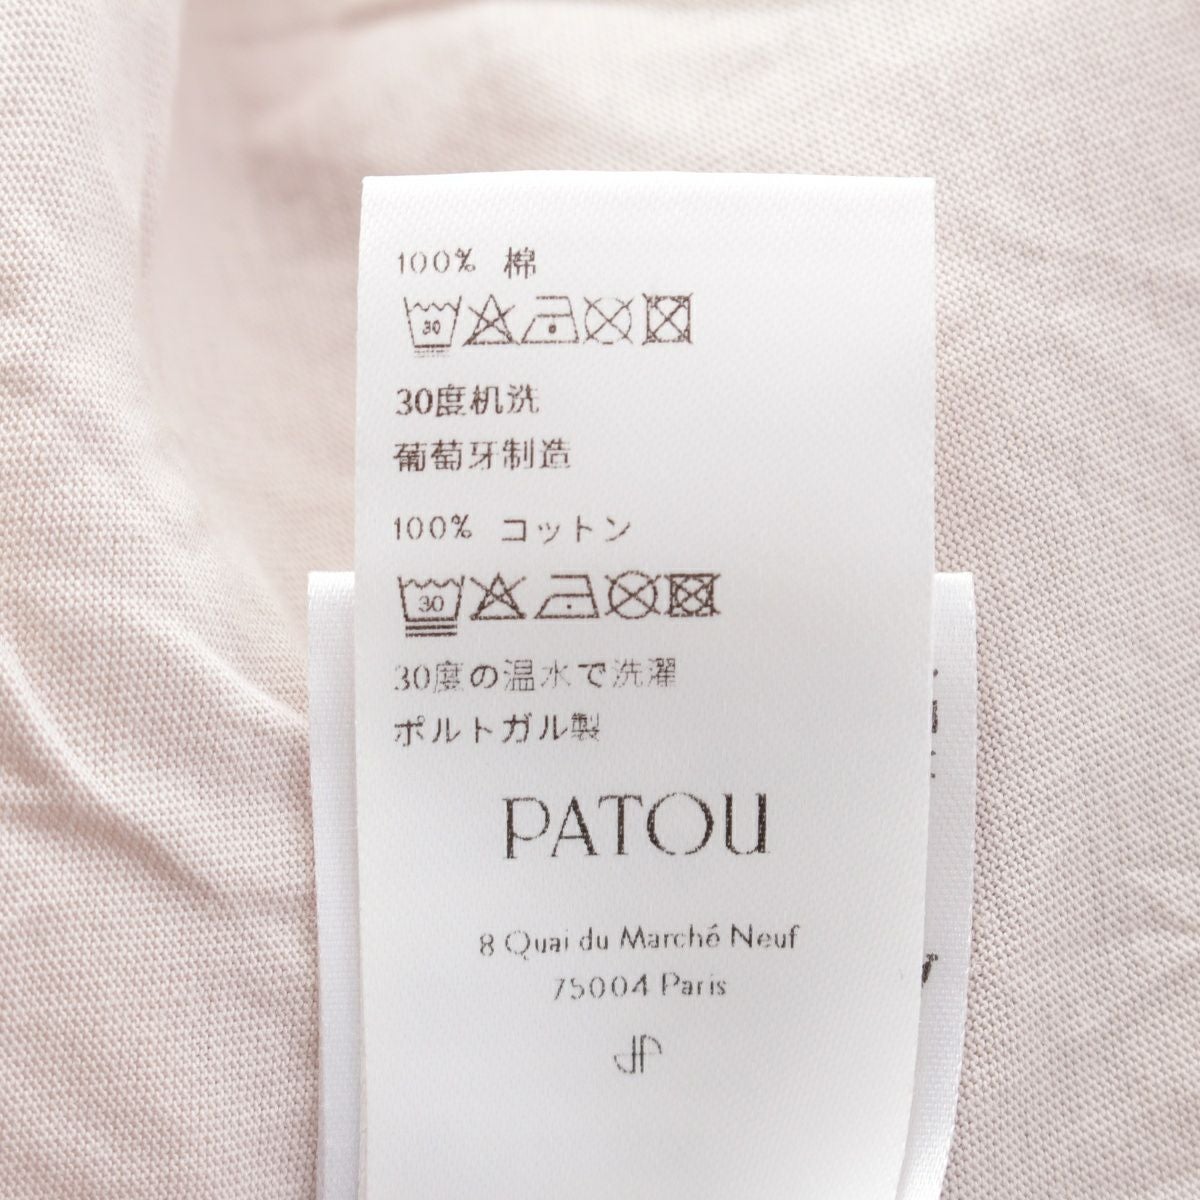 100% 棉
30
30度机洗
葡萄牙制造
100% コットン
30
30度の温水で洗濯
ポルトガル製
PATOU
8 Quai du Marché Neuf
75004 Paris
JP